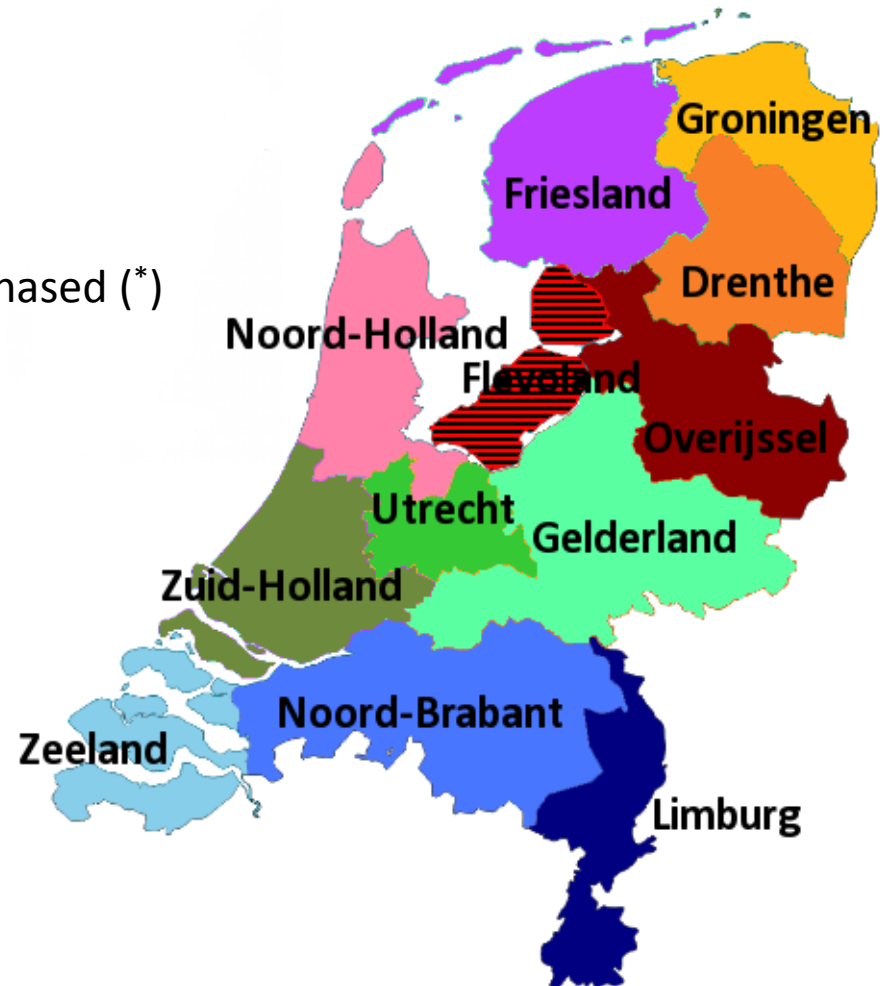 Groningen
Friesland
Drenthe
hased (*)
Noord-Holland
Flevoland
Overijssel
Utrecht
Gelderland
Zuid-Holland
Noord-Brabant
Zeeland
Limburg